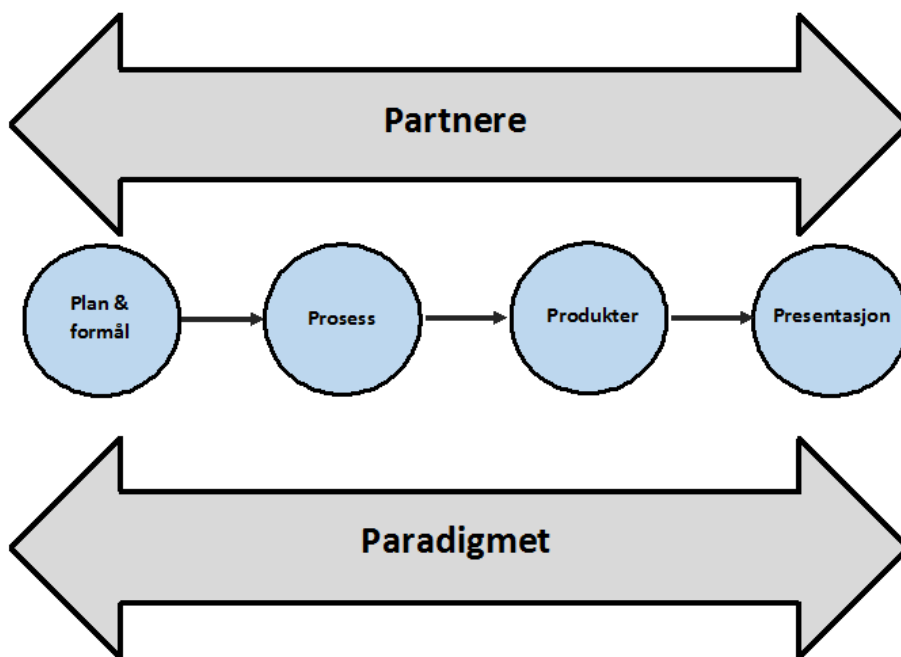 Partnere
Plan &
formål
Prosess
Produkter
Presentasjon
Paradigmet